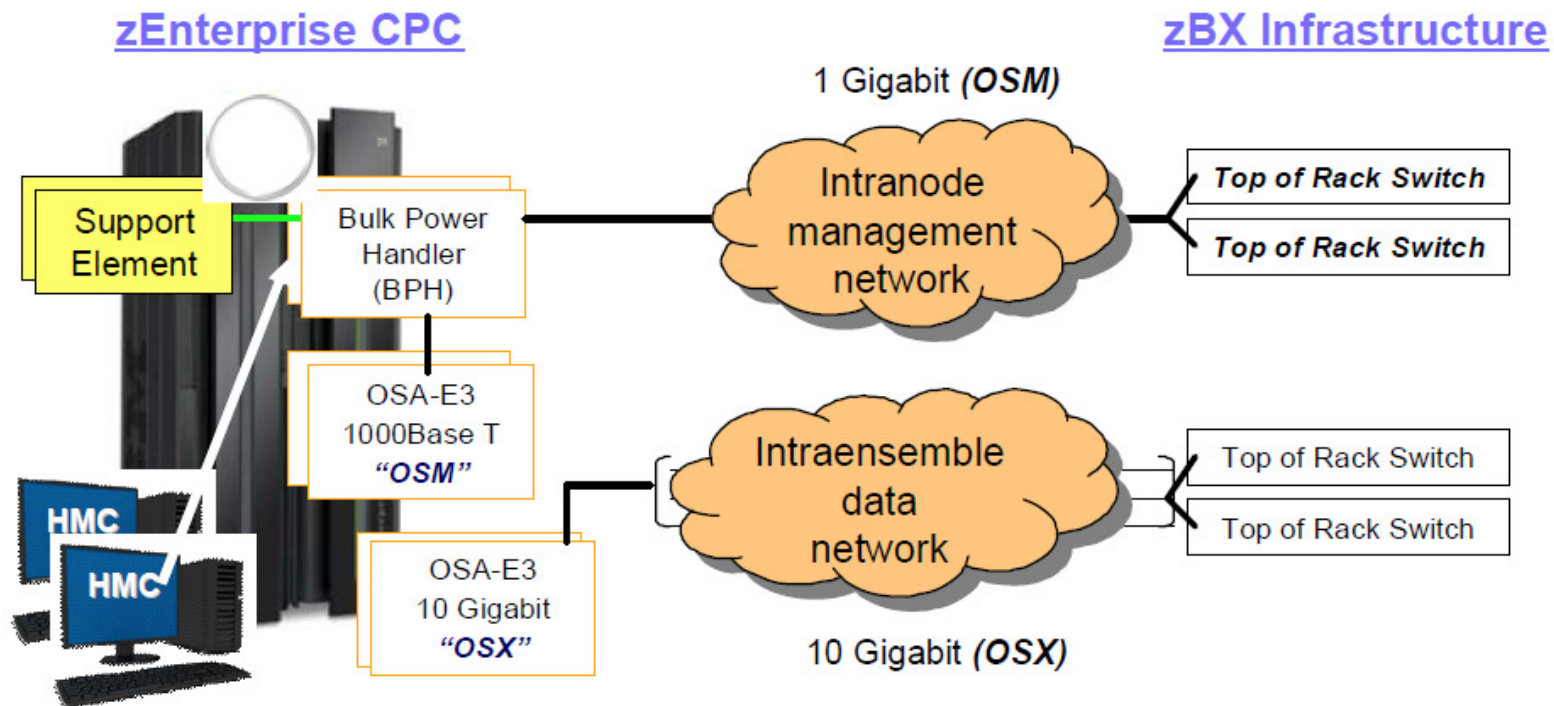 zEnterprise CPC
zBX Infrastructure
1 Gigabit (OSM)
Support
Element
Bulk Power
Handler
(BPH)
Intranode
management
network
Top of Rack Switch
Top of Rack Switch
OSA-E3
1000Base T
“OSM”
Intraensemble
data
network
Top of Rack Switch
Top of Rack Switch
HMC
HMC
OSA-E3
10 Gigabit
“OSX”
10 Gigabit (OSX)